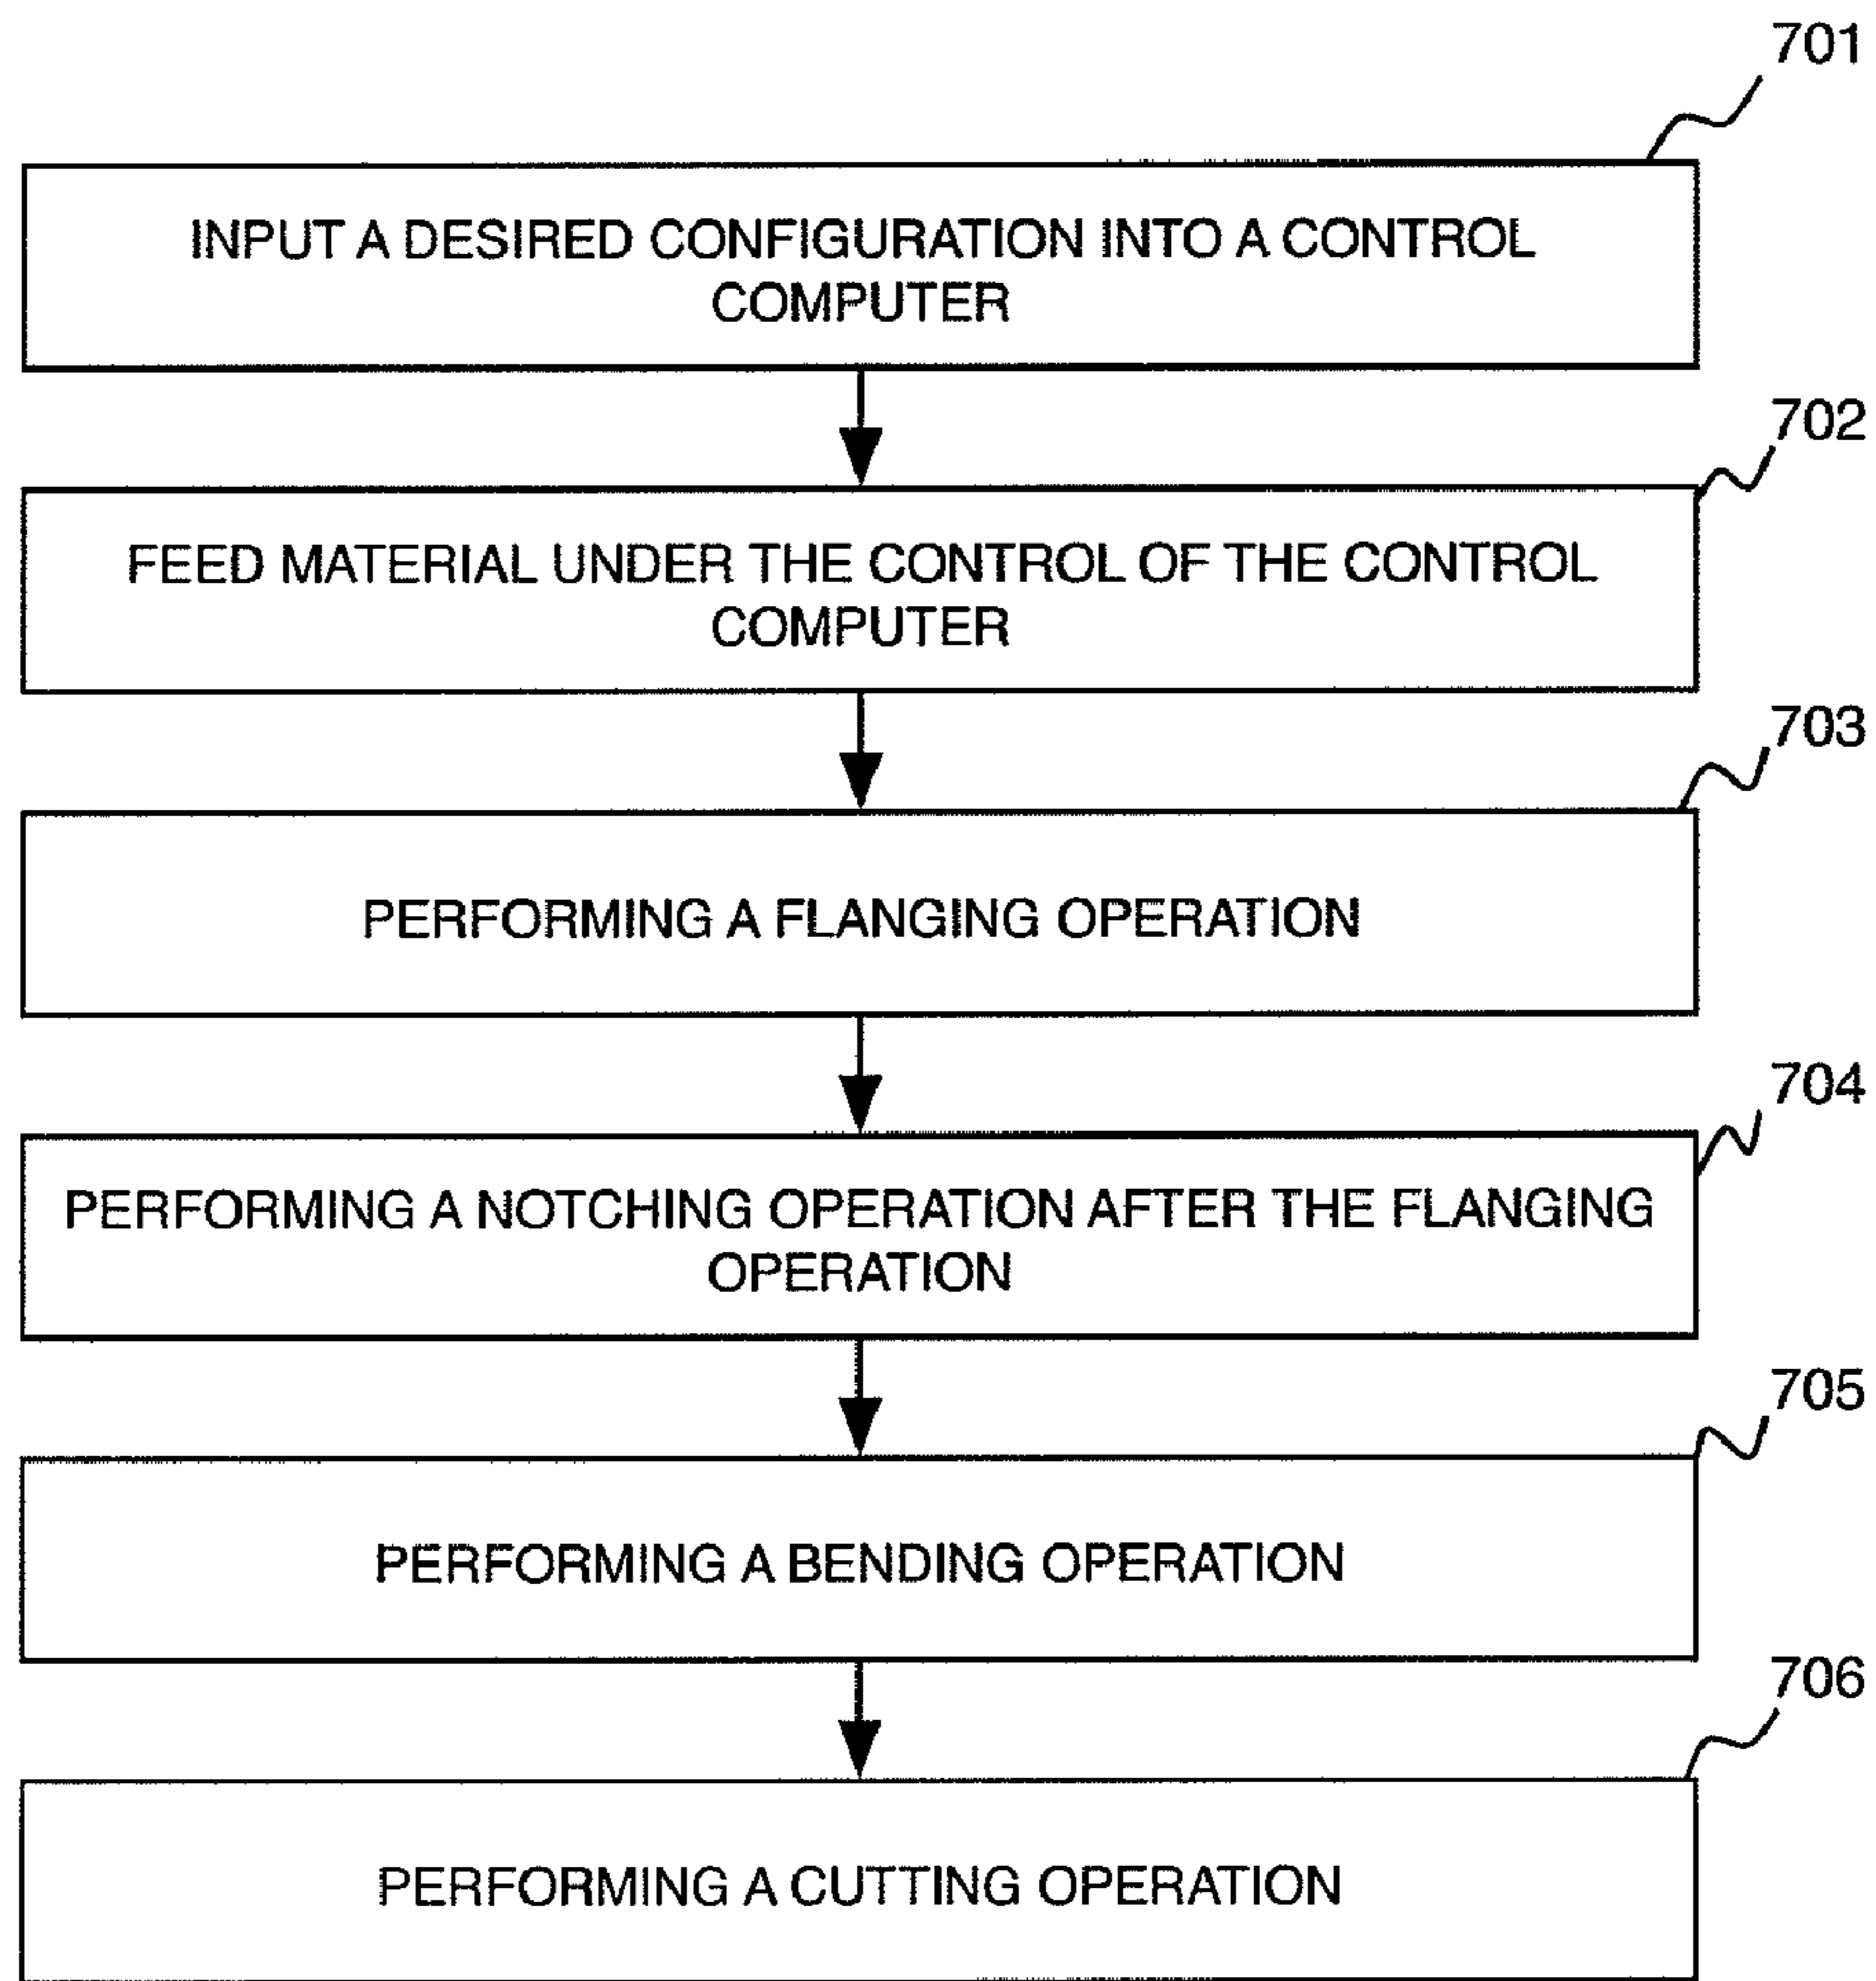 701
INPUT A DESIRED CONFIGURATION INTO A CONTROL
COMPUTER
702
FEED MATERIAL UNDER THE CONTROL OF THE CONTROL
COMPUTER
703
PERFORMING A FLANGING OPERATION
704
PERFORMING A NOTCHING OPERATION AFTER THE FLANGING
OPERATION
705
PERFORMING A BENDING OPERATION
706
PERFORMING A CUTTING OPERATION